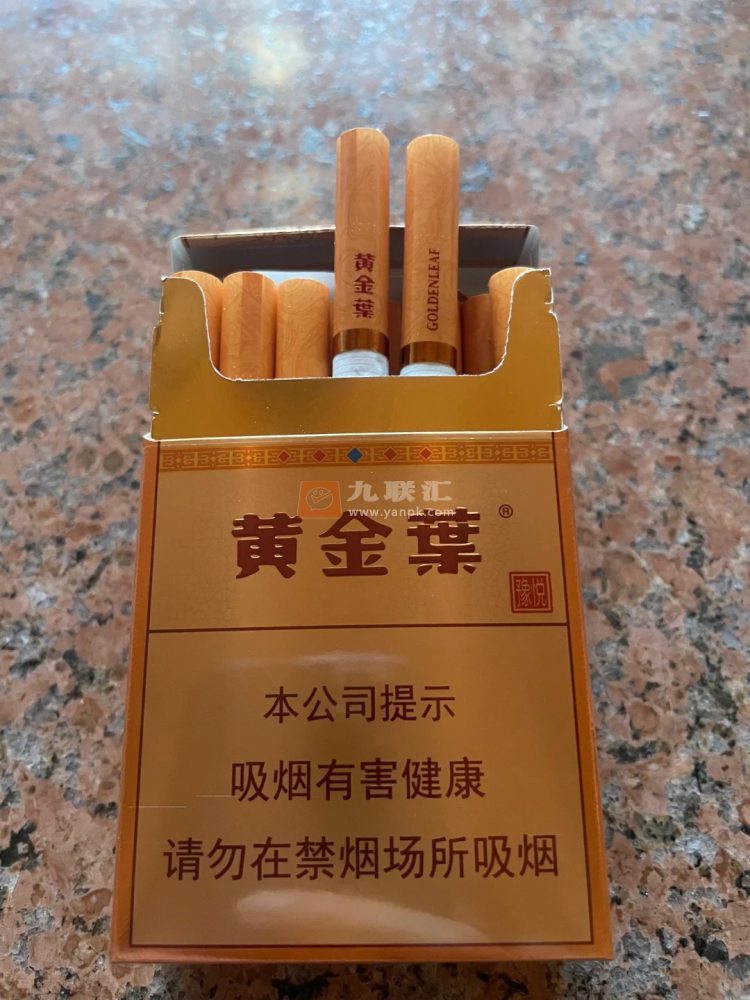 黄金葉
GOLDENLEAF
九联汇
www.yanpk.com
黄金葉®
豫悦
本公司提示
吸烟有害健康
请勿在禁烟场所吸烟